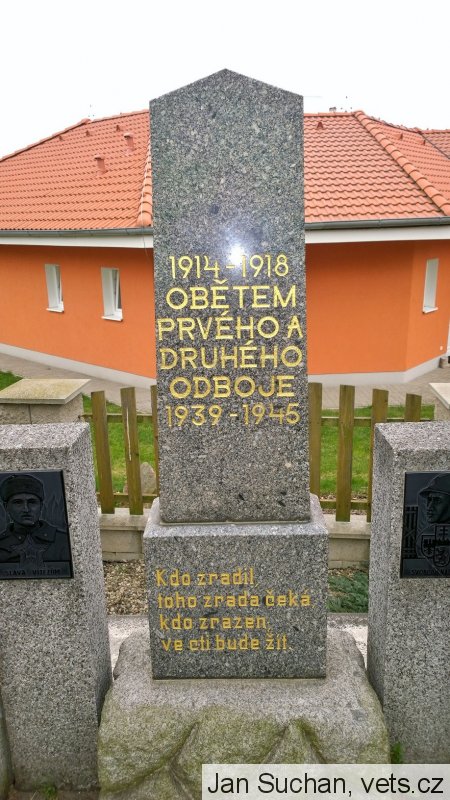 1914 - 1918
OBĚTEM
PRVÉHO A
DRUHÉHO
ODBOJE
1939 - 1945
Kdo zradil
toho zrada čeká
kdo zrazen,
ve cti bude žít.
Jan Suchan, vets.cz